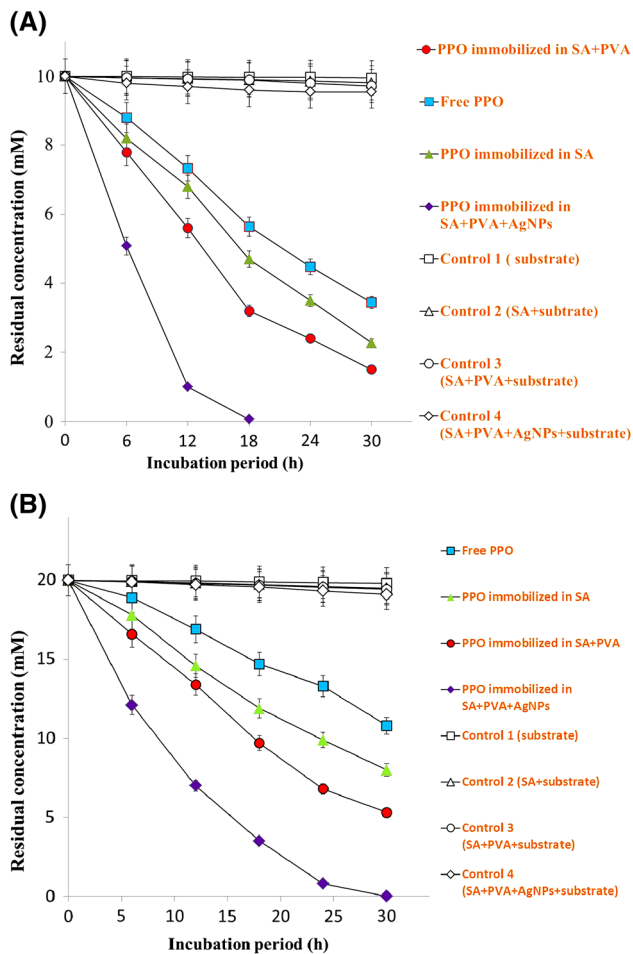 (A)
Residual concentration (mM)
10
8
6
4
2
0
0
6
12
18
24
30
Incubation period (h)
PPO immobilized in SA+PVA
Free PPO
PPO immobilized in SA
PPO immobilized in
SA+PVA+AgNPs
Control 1 ( substrate)
Control 2 (SA+subtrate)
Control 3
(SA+PVA+substrate)
Control 4
(SA+PVA+AgNPs+substrate)
(B)
Residual concentration (mM)
20
15
10
5
0
0
5
10
15
20
25
30
Incubation period (h)
Free PPO
PPO immobilized in SA
PPO immobilized in SA+PVA
PPO immobilized in
SA+PVA+AgNPs
Control 1 (substrate)
Control 2 (SA+substrate)
Control 3
(SA+PVA+substrate)
Control 4
(SA+PVA+AgNPs+substrate)